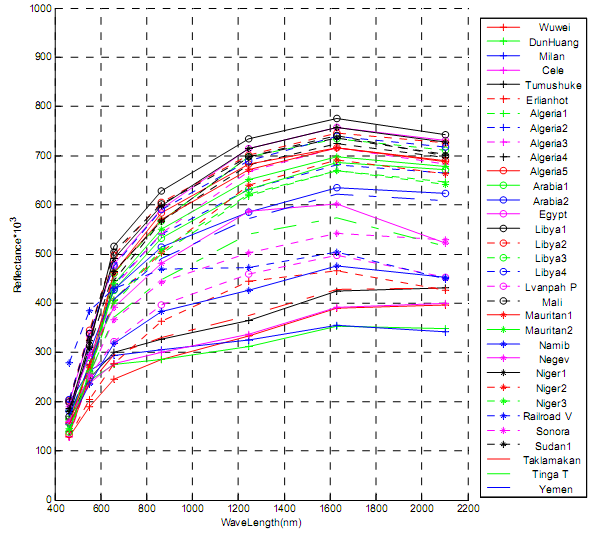 1000
900
800
700
600
500
400
300
200
100
0
Reflectance*10^3
400 600 800 1000 1200 1400 1600 1800 2000 2200
WaveLength(nm)
Wuwei
DunHuang
Milan
Cele
Tumushuke
Erlianhot
Algeria1
Algeria2
Algeria3
Algeria4
Algeria5
Arabia1
Arabia2
Egypt
Libya1
Libya2
Libya3
Libya4
Lvanpah P
Mali
Mauritan1
Mauritan2
Namib
Negev
Niger1
Niger2
Niger3
Railroad V
Sonora
Sudan1
Taklamakan
Tinga T
Yemen